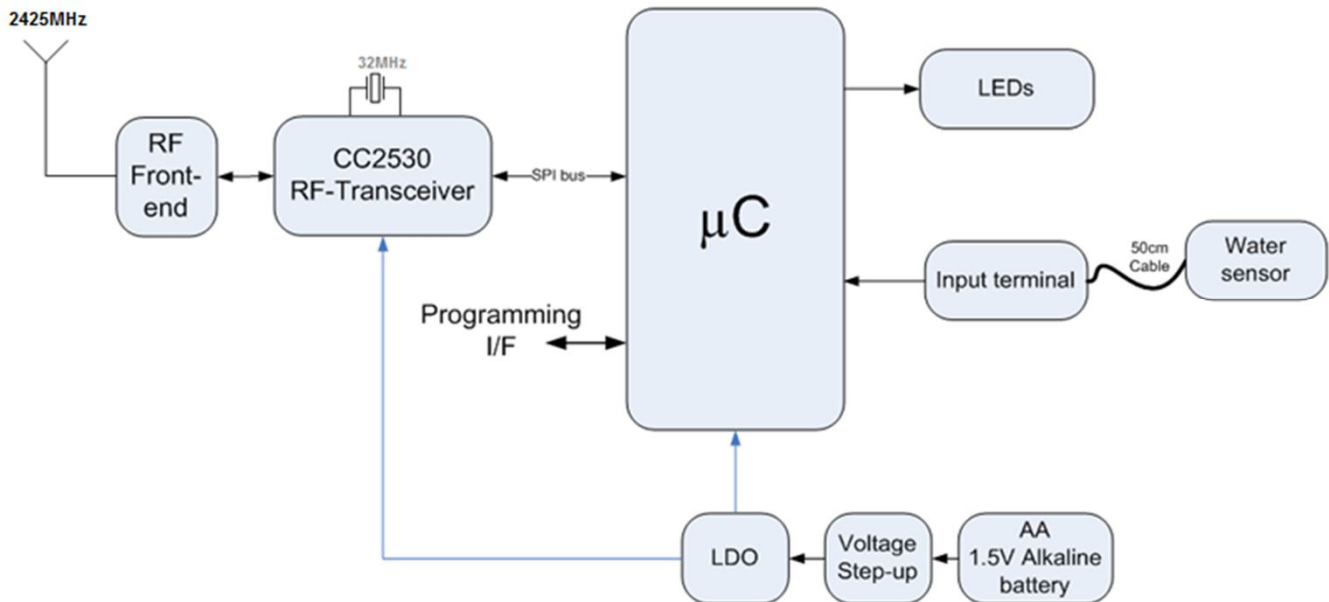 2425MHz
32MHz
RF
Front-
end
CC2530
RF-Transceiver
SPI bus
μC
LEDs
Input terminal
50cm
Cable
Water
sensor
Programming
I/F
LDO
Voltage
Step-up
AA
1.5V Alkaline
battery